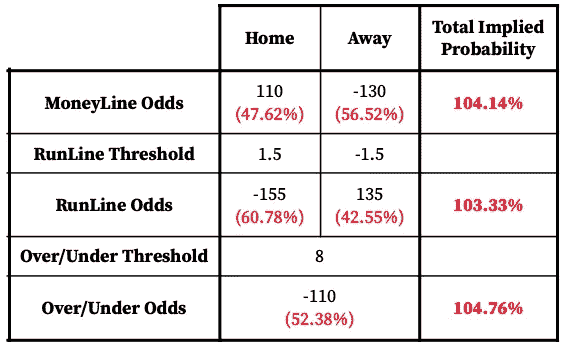 Home
Away
Total Implied
Probability
MoneyLine Odds
110
(47.62%)
-130
(56.52%)
104.14%
RunLine Threshold
1.5
-1.5
RunLine Odds
-155
(60.78%)
135
(42.55%)
103.33%
Over/Under Threshold
8
Over/Under Odds
-110
(52.38%)
104.76%